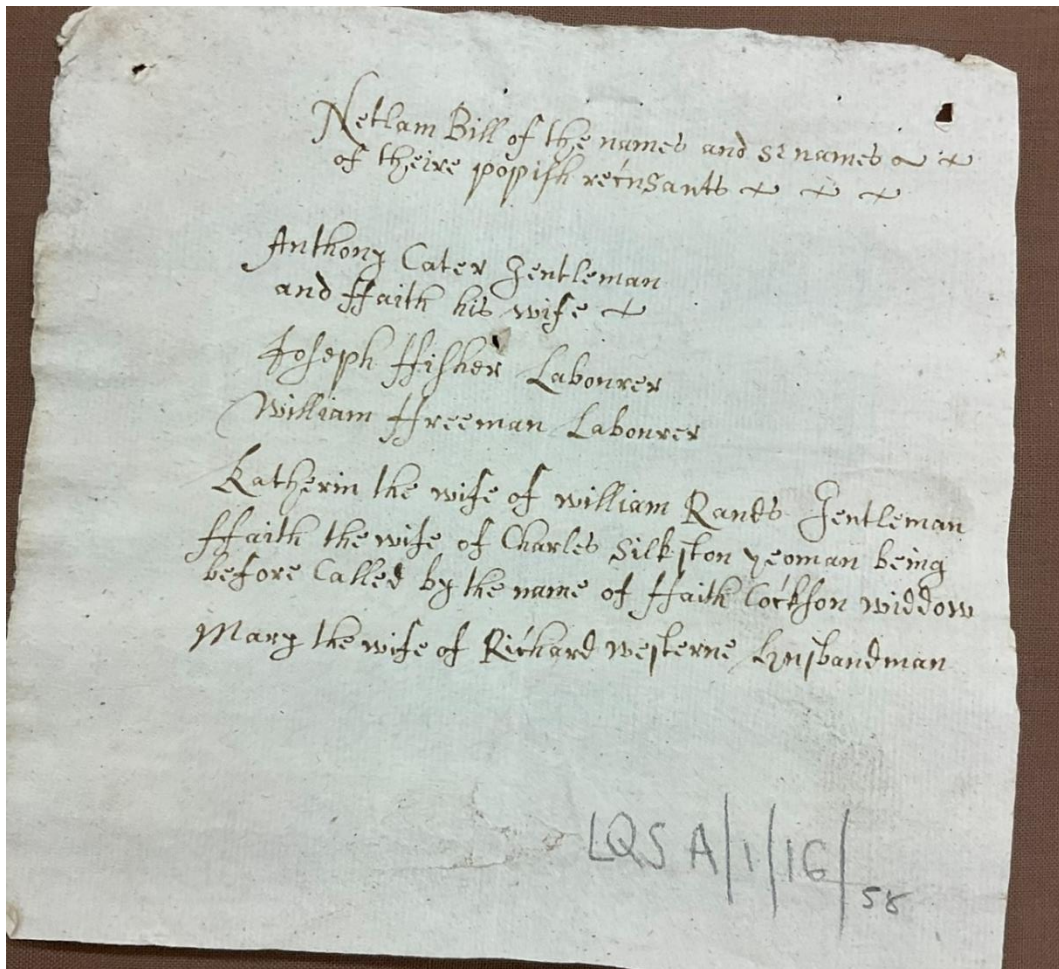 Netlam Bill of the names and Sr names ~ ~
of theire popish recusants ~ ~ ~
Anthony Cater Gentleman
and ffaith his wife ~
Joseph ffisher Labourer
William ffreeman Labourer
Katherin the wife of william Rands Gentleman
ffaith the wife of Charles Silkston yeoman being
before Called by the name of ffaith Cockson widdow
Mary the wife of Richard westerne husbandman
LQS A/1/16/
58